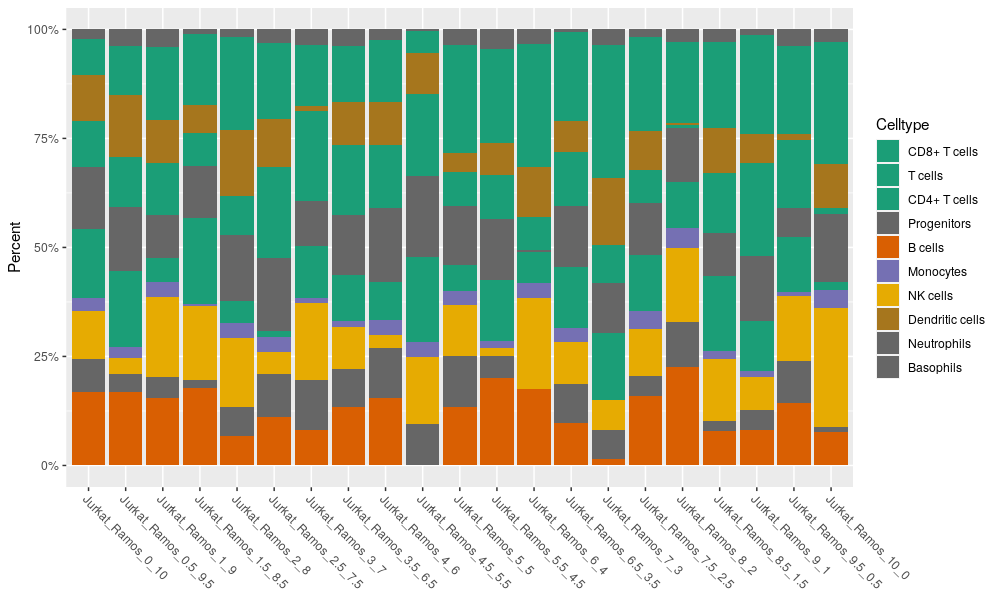 100%
75%
50%
25%
0%
Percent
Jurkat_Ramos_0_10
Jurkat_Ramos_0.5_9.5
Jurkat_Ramos_1_9
Jurkat_Ramos_1.5_8.5
Jurkat_Ramos_2_8
Jurkat_Ramos_2.5_7.5
Jurkat_Ramos_3_7
Jurkat_Ramos_3.5_6.5
Jurkat_Ramos_4_6
Jurkat_Ramos_4.5_5.5
Jurkat_Ramos_5_5
Jurkat_Ramos_5.5_4.5
Jurkat_Ramos_6_4
Jurkat_Ramos_6.5_3.5
Jurkat_Ramos_7_3
Jurkat_Ramos_7.5_2.5
Jurkat_Ramos_8_2
Jurkat_Ramos_8.5_1.5
Jurkat_Ramos_9_1
Jurkat_Ramos_9.5_0.5
Jurkat_Ramos_10_0
Celltype
CD8+ T cells
T cells
CD4+ T cells
Progenitors
B cells
Monocytes
NK cells
Dendritic cells
Neutrophils
Basophils